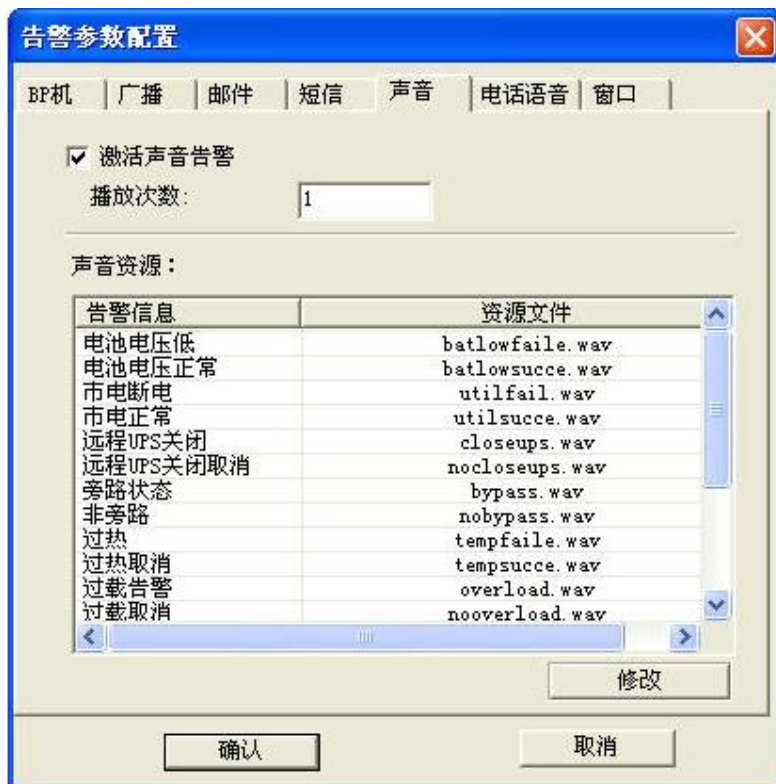 告警参数配置
BP机 广播 邮件 短信 声音 电话语音 窗口
激活声音告警
播放次数: 1
声音资源：
告警信息 资源文件
电池电压低 batlowfaile.wav
电池电压正常 batlowsucce.wav
市电断电 utilfail.wav
市电正常 utilsucce.wav
远程UPS关闭 closeups.wav
远程UPS关闭取消 nocloseups.wav
旁路状态 bypass.wav
非旁路 nobypass.wav
过热 tempfaile.wav
过热取消 tempsucce.wav
过载告警 overload.wav
过载取消 nooverload.wav
修改
确认 取消